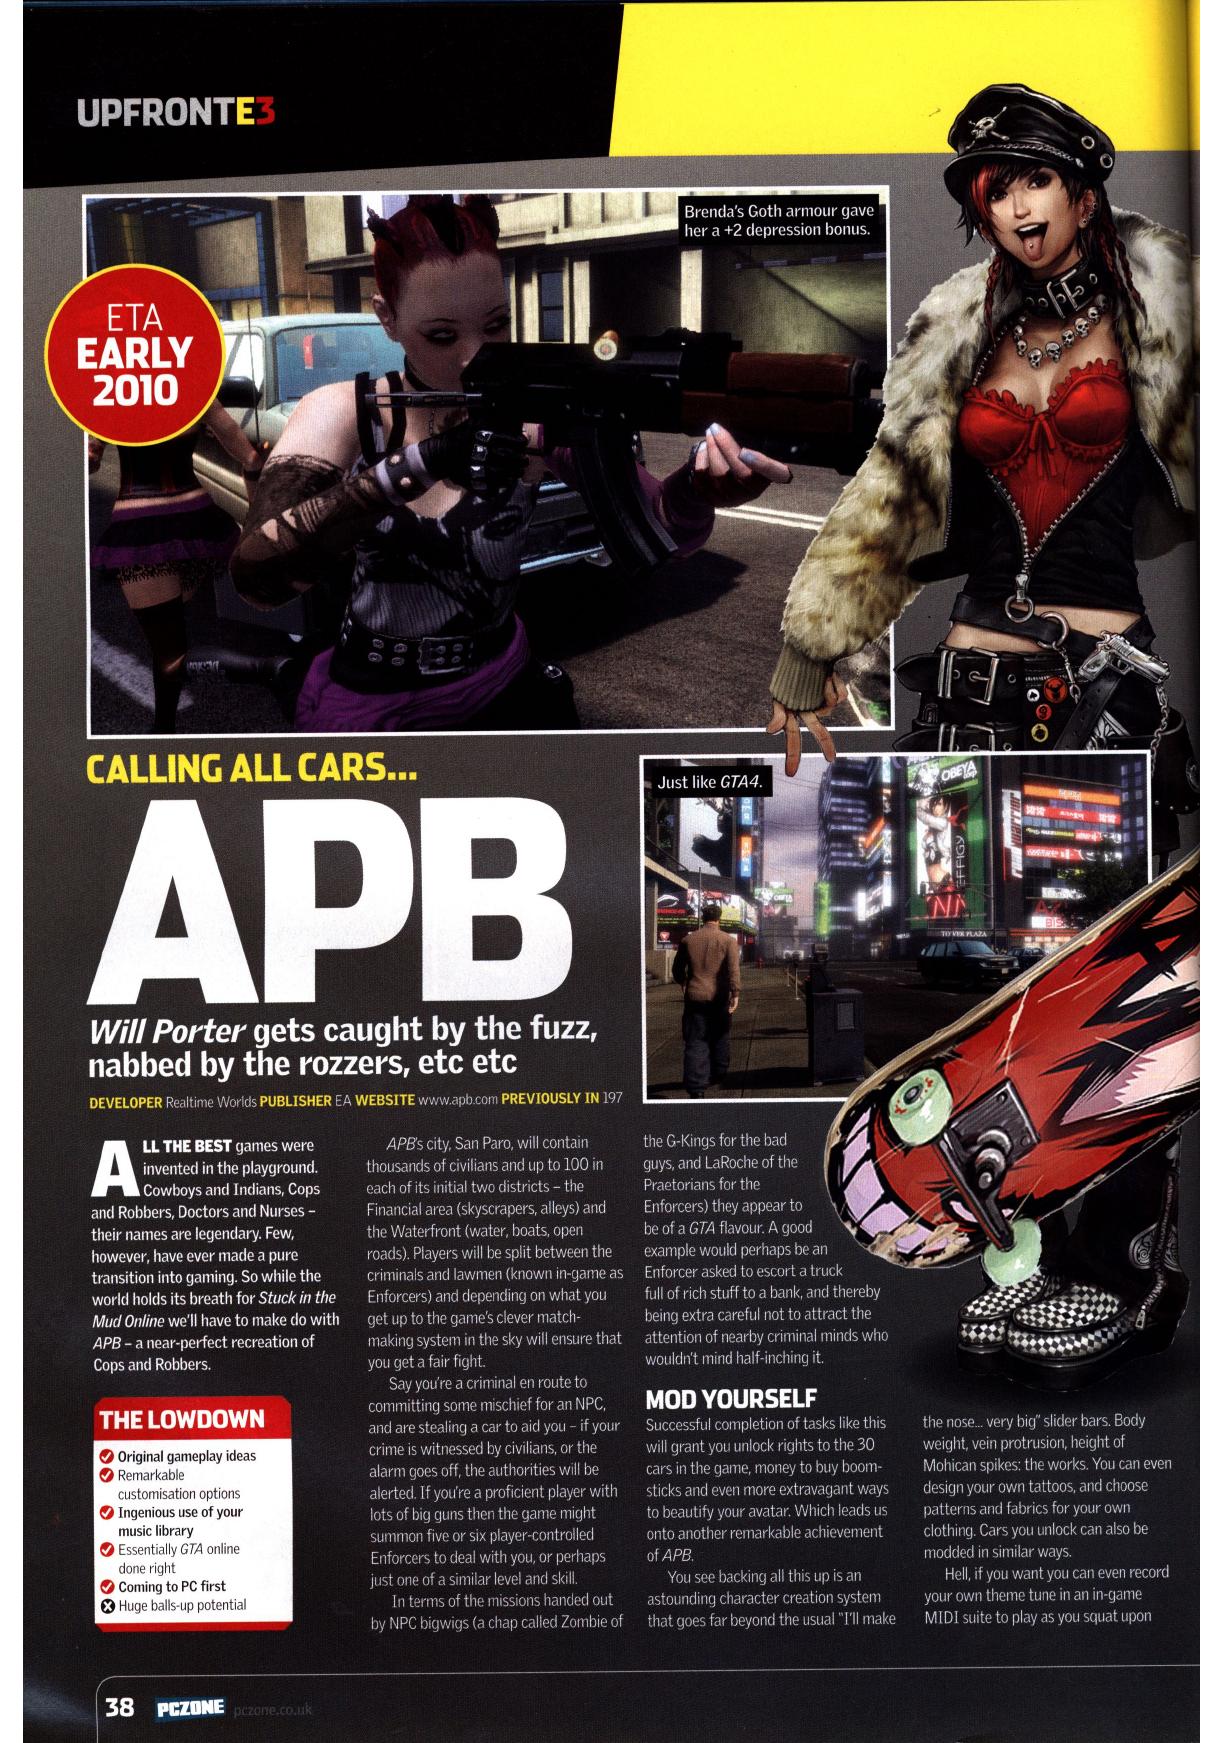 UPFRONTE3
Brenda's Goth armour gave
her a +2 depression bonus.
ETA
EARLY
2010
CALLING ALL CARS...
APB
Will Porter gets caught by the fuzz,
nabbed by the rozzers, etc etc
DEVELOPER Realtime Worlds PUBLISHER EA WEBSITE www.apb.com PREVIOUSLY IN 197
Just like GTA4.
OBEYA
EFFIGY
TOWER PLAZA
ALL THE BEST games were
invented in the playground.
Cowboys and Indians, Cops
and Robbers, Doctors and Nurses –
their names are legendary. Few,
however, have ever made a pure
transition into gaming. So while the
world holds its breath for Stuck in the
Mud Online we'll have to make do with
APB – a near-perfect recreation of
Cops and Robbers.
THE LOWDOWN
Original gameplay ideas
Remarkable
customisation options
Ingenious use of your
music library
Essentially GTA online
done right
Coming to PC first
Huge balls-up potential
APB's city, San Paro, will contain
thousands of civilians and up to 100 in
each of its initial two districts – the
Financial area (skyscrapers, alleys) and
the Waterfront (water, boats, open
roads). Players will be split between the
criminals and lawmen (known in-game as
Enforcers) and depending on what you
get up to the game's clever match-
making system in the sky will ensure that
you get a fair fight.
Say you're a criminal en route to
committing some mischief for an NPC,
and are stealing a car to aid you – if your
crime is witnessed by civilians, or the
alarm goes off, the authorities will be
alerted. If you're a proficient player with
lots of big guns then the game might
summon five or six player-controlled
Enforcers to deal with you, or perhaps
just one of a similar level and skill.
In terms of the missions handed out
by NPC bigwigs (a chap called Zombie of
the G-Kings for the bad
guys, and LaRoche of the
Praetorians for the
Enforcers) they appear to
be of a GTA flavour. A good
example would perhaps be an
Enforcer asked to escort a truck
full of rich stuff to a bank, and thereby
being extra careful not to attract the
attention of nearby criminal minds who
wouldn't mind half-inching it.
MOD YOURSELF
Successful completion of tasks like this
will grant you unlock rights to the 30
cars in the game, money to buy boom-
sticks and even more extravagant ways
to beautify your avatar. Which leads us
onto another remarkable achievement
of APB.
You see backing all this up is an
astounding character creation system
that goes far beyond the usual "I'll make
the nose... very big" slider bars. Body
weight, vein protrusion, height of
Mohican spikes: the works. You can even
design your own tattoos, and choose
patterns and fabrics for your own
clothing. Cars you unlock can also be
modded in similar ways.
Hell, if you want you can even record
your own theme tune in an in-game
MIDI suite to play as you squat upon
38 PCZONE pczone.co.uk